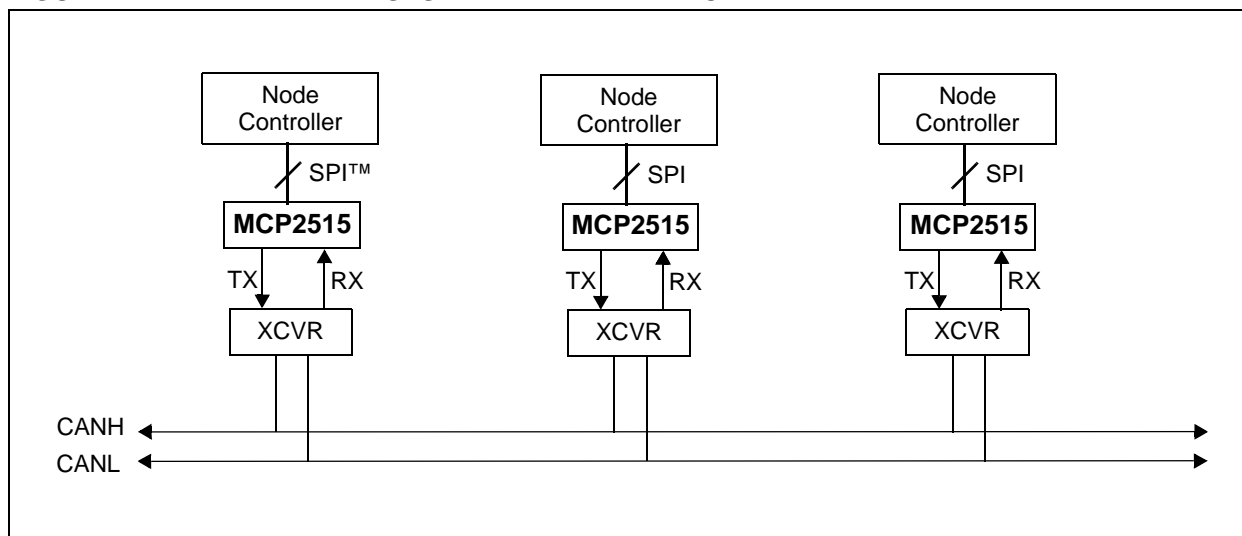 Node
Controller
Node
Controller
Node
Controller
SPI™
SPI
SPI
MCP2515
MCP2515
MCP2515
TX
RX
TX
RX
TX
RX
XCVR
XCVR
XCVR
CANH
CANL